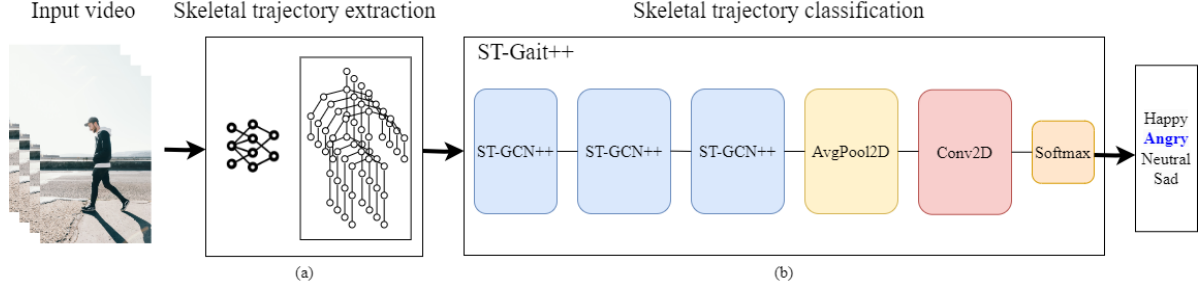 Input video
Skeletal trajectory extraction
Skeletal trajectory classification
ST-Gait++
ST-GCN++
ST-GCN++
ST-GCN++
AvgPool2D
Conv2D
Softmax
Happy
Angry
Neutral
Sad
(a)
(b)